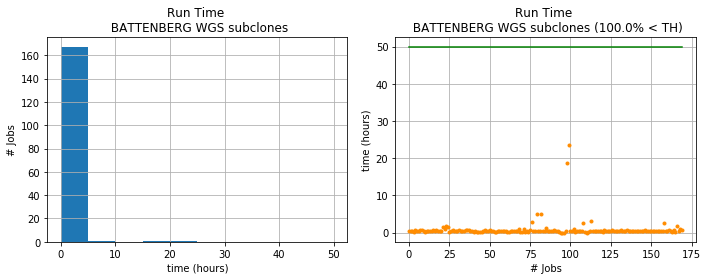 Run Time
BATTENBERG WGS subclones
# Jobs
160
140
120
100
80
60
40
20
0
0 10 20 30 40 50
time (hours)
Run Time
BATTENBERG WGS subclones (100.0% < TH)
time (hours)
50
40
30
20
10
0
0 25 50 75 100 125 150 175
# Jobs